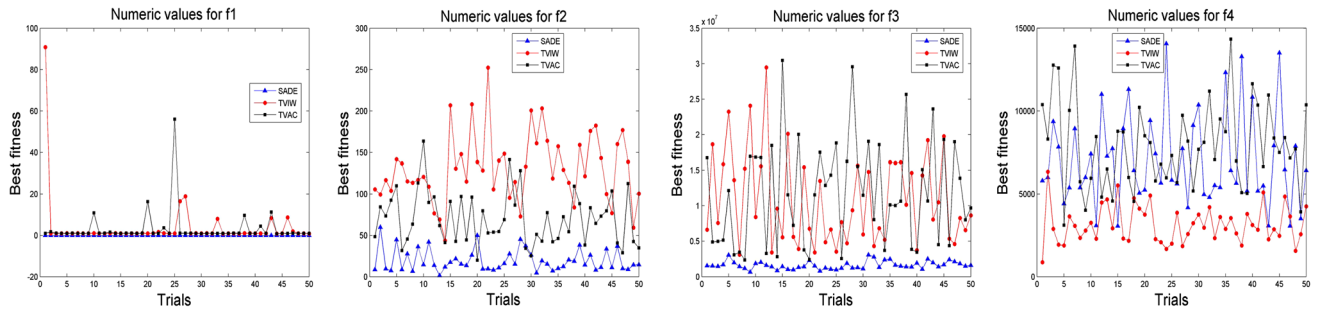 Numeric values for f1
Best fitness
100
80
60
40
20
0
-20
SADE
TVIW
TVAC
0 5 10 15 20 25 30 35 40 45 50
Trials
Numeric values for f2
Best fitness
300
250
200
150
100
50
0
SADE
TVIW
TVAC
0 5 10 15 20 25 30 35 40 45 50
Trials
Numeric values for f3
x 10^7
Best fitness
3.5
3
2.5
2
1.5
1
0.5
0
SADE
TVIW
TVAC
0 5 10 15 20 25 30 35 40 45 50
Trials
Numeric values for f4
Best fitness
15000
10000
5000
0
SADE
TVIW
TVAC
0 5 10 15 20 25 30 35 40 45 50
Trials